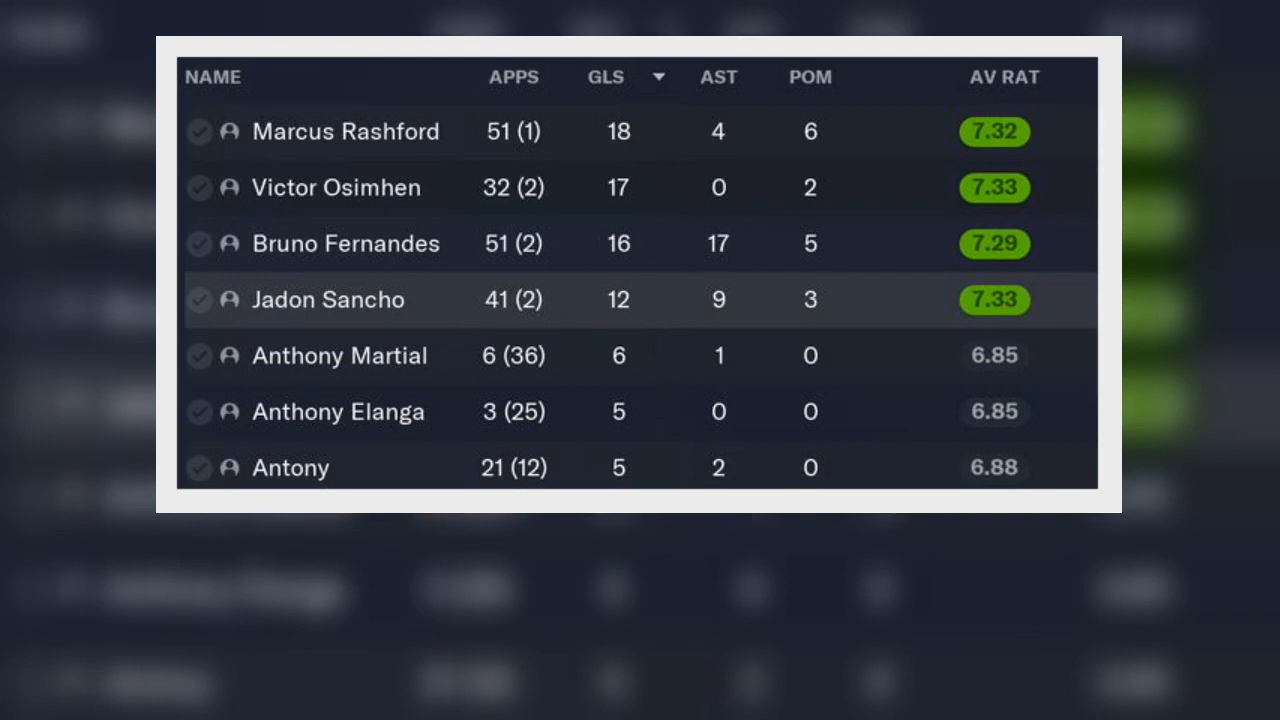 NAME APPS GLS AST POM AV RAT
Marcus Rashford 51 (1) 18 4 6 7.32
Victor Osimhen 32 (2) 17 0 2 7.33
Bruno Fernandes 51 (2) 16 17 5 7.29
Jadon Sancho 41 (2) 12 9 3 7.33
Anthony Martial 6 (36) 6 1 0 6.85
Anthony Elanga 3 (25) 5 0 0 6.85
Antony 21 (12) 5 2 0 6.88